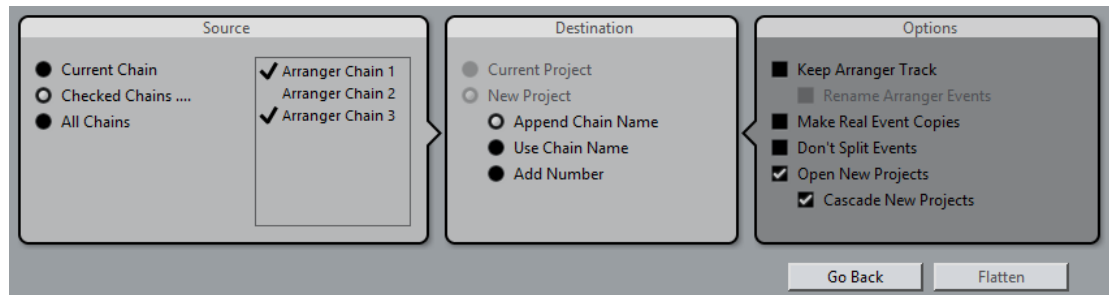 Source
Current Chain
Checked Chains ....
All Chains
Arranger Chain 1
Arranger Chain 2
Arranger Chain 3
Destination
Current Project
New Project
Append Chain Name
Use Chain Name
Add Number
Options
Keep Arranger Track
Rename Arranger Events
Make Real Event Copies
Don't Split Events
Open New Projects
Cascade New Projects
Go Back
Flatten